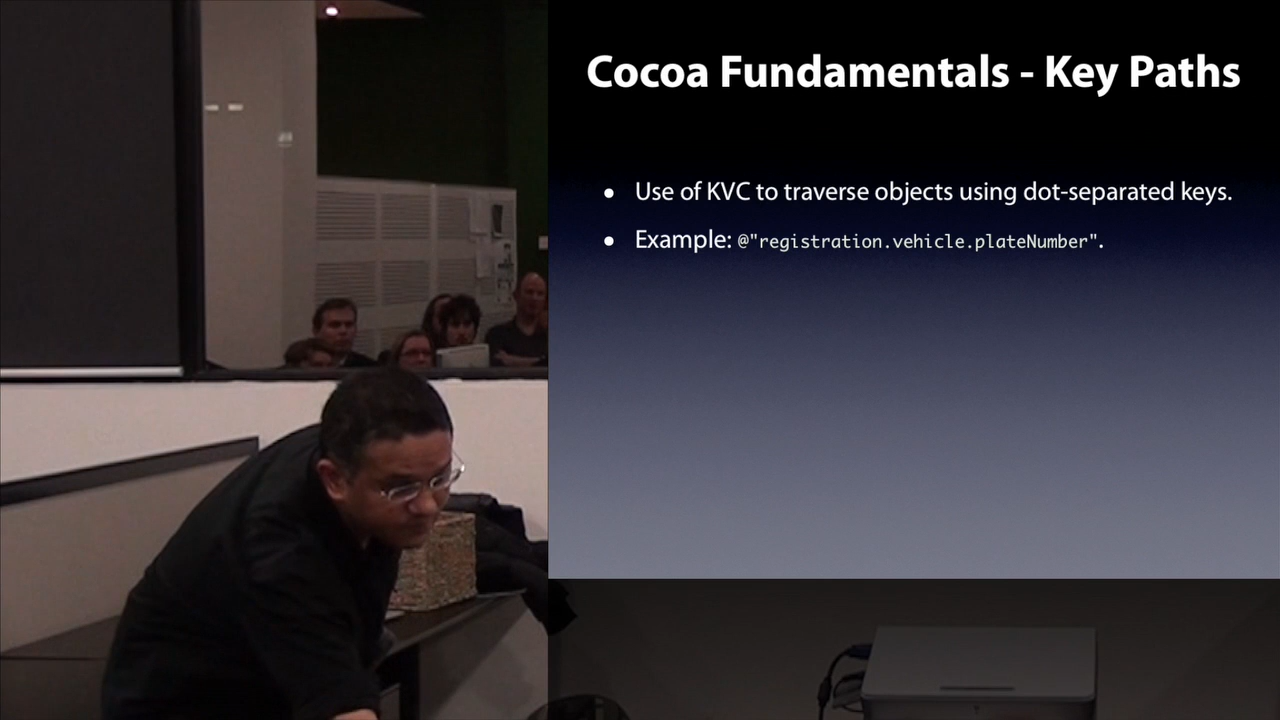 Cocoa Fundamentals - Key Paths
Use of KVC to traverse objects using dot-separated keys.
Example: @"registration.vehicle.plateNumber".